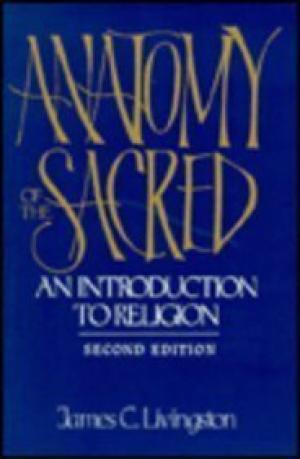 ANATOMY
OF THE
SACRED
AN INTRODUCTION
TO RELIGION
SECOND EDITION
James C. Livingston